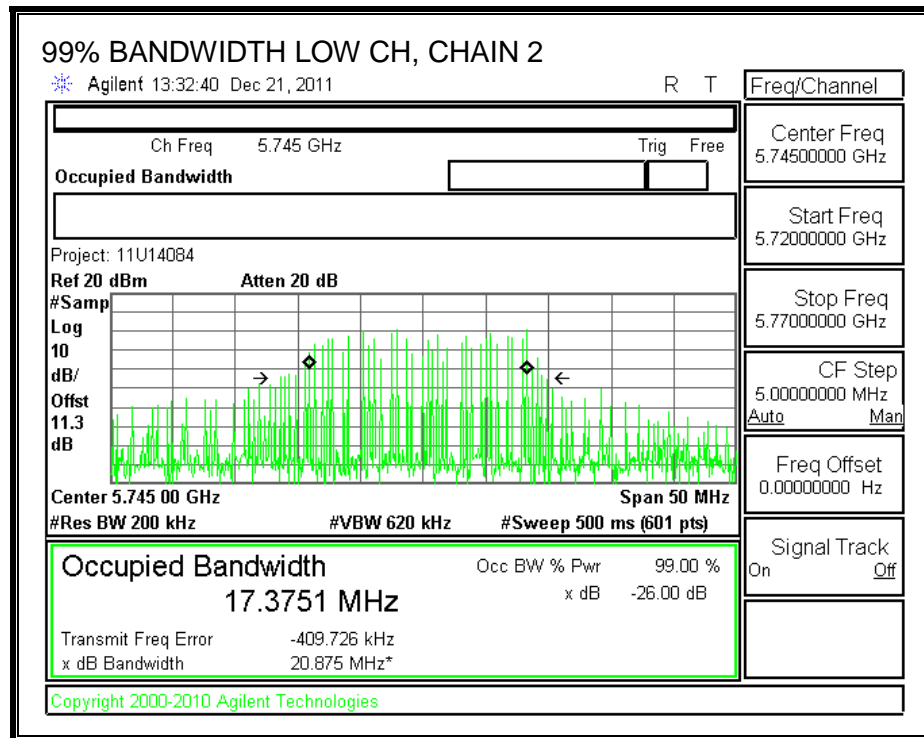 99% BANDWIDTH LOW CH, CHAIN 2
Agilent 13:32:40 Dec 21, 2011 R T
Ch Freq 5.745 GHz Trig Free
Occupied Bandwidth
Project: 11U14084
Ref 20 dBm Atten 20 dB
#Samp
Log
10
dB/
Offst
11.3
dB
Center 5.745 00 GHz Span 50 MHz
#Res BW 200 kHz #VBW 620 kHz #Sweep 500 ms (601 pts)
Occupied Bandwidth Occ BW % Pwr 99.00 %
17.3751 MHz x dB -26.00 dB
Transmit Freq Error -409.726 kHz
x dB Bandwidth 20.875 MHz*
Copyright 2000-2010 Agilent Technologies
Freq/Channel
Center Freq
5.74500000 GHz
Start Freq
5.72000000 GHz
Stop Freq
5.77000000 GHz
CF Step
5.00000000 MHz
Auto Man
Freq Offset
0.00000000 Hz
Signal Track
On Off